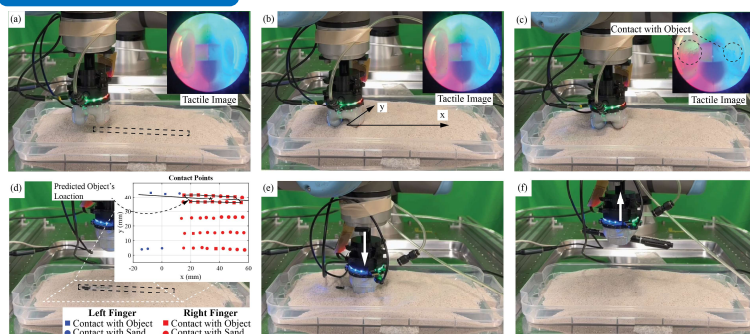 (a)
Tactile Image
(b)
y
x
Tactile Image
(c)
Contact with Object
Tactile Image
(d)
Predicted Object's
Loaction
Contact Points
y (mm)
40
30
20
10
0
-20
0
20
40
60
x (mm)
Left Finger
Right Finger
Contact with Object
Contact with Object
Contact with Sand
Contact with Sand
(e)
(f)